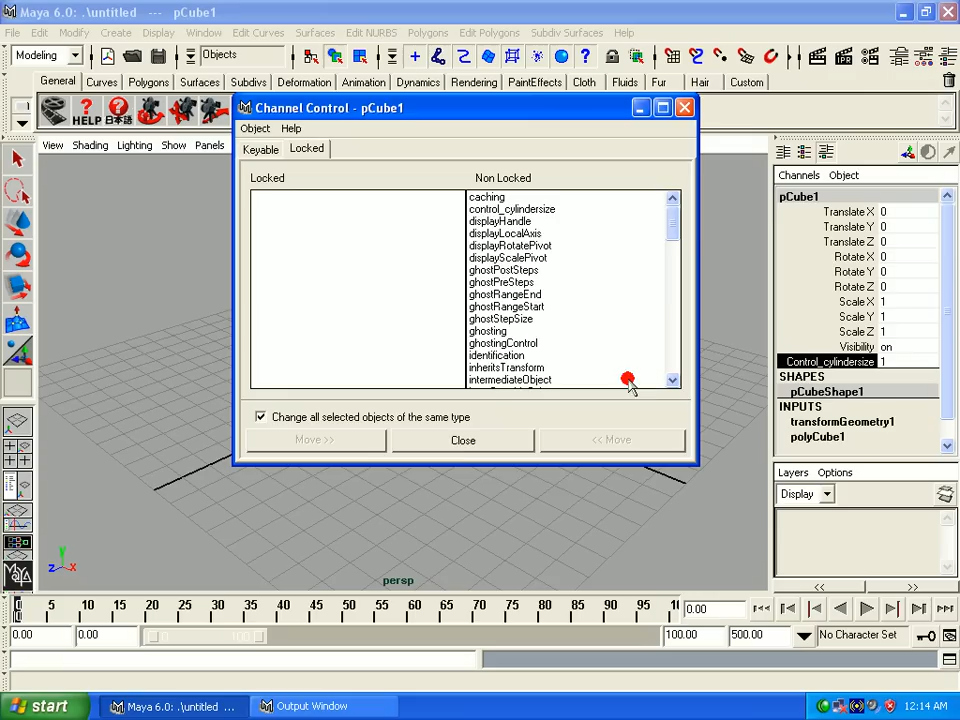 Maya 6.0: .\untitled   ---   pCube1
File Edit Modify Create Display Window Edit Curves Surfaces Edit NURBS Polygons Edit Polygons Subdiv Surfaces Help
Modeling
Objects
General Curves Polygons Surfaces Subdivs Deformation Animation Dynamics Rendering PaintEffects Cloth Fluids Fur Hair Custom
HELP
日本語
View Shading Lighting Show Panels
Channel Control - pCube1
Object Help
Keyable Locked
Locked
Non Locked
caching
control_cylindersize
displayHandle
displayLocalAxis
displayRotatePivot
displayScalePivot
ghostPostSteps
ghostPreSteps
ghostRangeEnd
ghostRangeStart
ghostStepSize
ghosting
ghostingControl
identification
inheritsTransform
intermediateObject
Change all selected objects of the same type
Move >>
Close
<< Move
Channels Object
pCube1
Translate X 0
Translate Y 0
Translate Z 0
Rotate X 0
Rotate Y 0
Rotate Z 0
Scale X 1
Scale Y 1
Scale Z 1
Visibility on
Control_cylindersize 1
SHAPES
pCubeShape1
INPUTS
transformGeometry1
polyCube1
Layers Options
Display
<< >>
y
z x
persp
MAYA
5 10 15 20 25 30 35 40 45 50 55 60 65 70 75 80 85 90 95 10
0.00
0.00 0.00 100.00 500.00 No Character Set
start
Maya 6.0: .\untitled ...
Output Window
12:14 AM